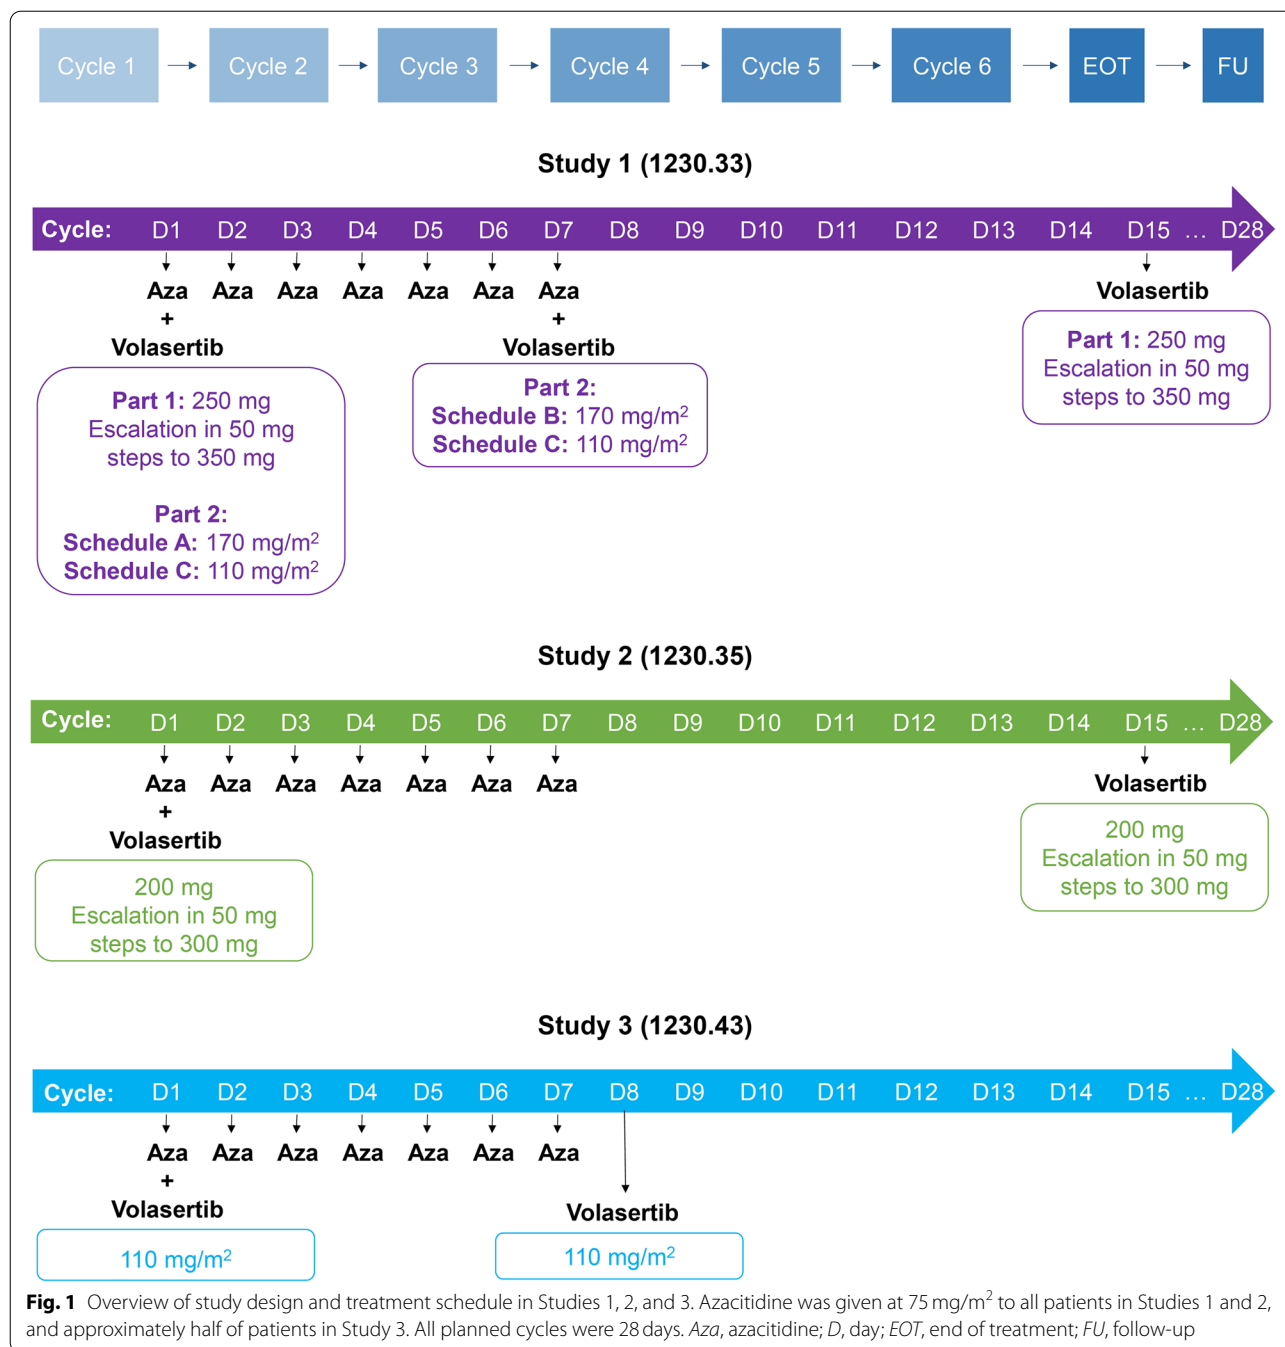 Cycle 1 Cycle 2 Cycle 3 Cycle 4 Cycle 5 Cycle 6 EOT FU
Study 1 (1230.33)
Cycle: D1 D2 D3 D4 D5 D6 D7 D8 D9 D10 D11 D12 D13 D14 D15 … D28
Aza Aza Aza Aza Aza Aza Aza Volasertib
+ +
Volasertib Volasertib
Part 1: 250 mg
Escalation in 50 mg
steps to 350 mg
Part 2:
Schedule A: 170 mg/m²
Schedule C: 110 mg/m²
Part 2:
Schedule B: 170 mg/m²
Schedule C: 110 mg/m²
Part 1: 250 mg
Escalation in 50 mg
steps to 350 mg
Study 2 (1230.35)
Cycle: D1 D2 D3 D4 D5 D6 D7 D8 D9 D10 D11 D12 D13 D14 D15 … D28
Aza Aza Aza Aza Aza Aza Aza Volasertib
+
Volasertib
200 mg
Escalation in 50 mg
steps to 300 mg
200 mg
Escalation in 50 mg
steps to 300 mg
Study 3 (1230.43)
Cycle: D1 D2 D3 D4 D5 D6 D7 D8 D9 D10 D11 D12 D13 D14 D15 … D28
Aza Aza Aza Aza Aza Aza Aza
+
Volasertib Volasertib
110 mg/m² 110 mg/m²
Fig. 1 Overview of study design and treatment schedule in Studies 1, 2, and 3. Azacitidine was given at 75 mg/m² to all patients in Studies 1 and 2,
and approximately half of patients in Study 3. All planned cycles were 28 days. Aza, azacitidine; D, day; EOT, end of treatment; FU, follow-up